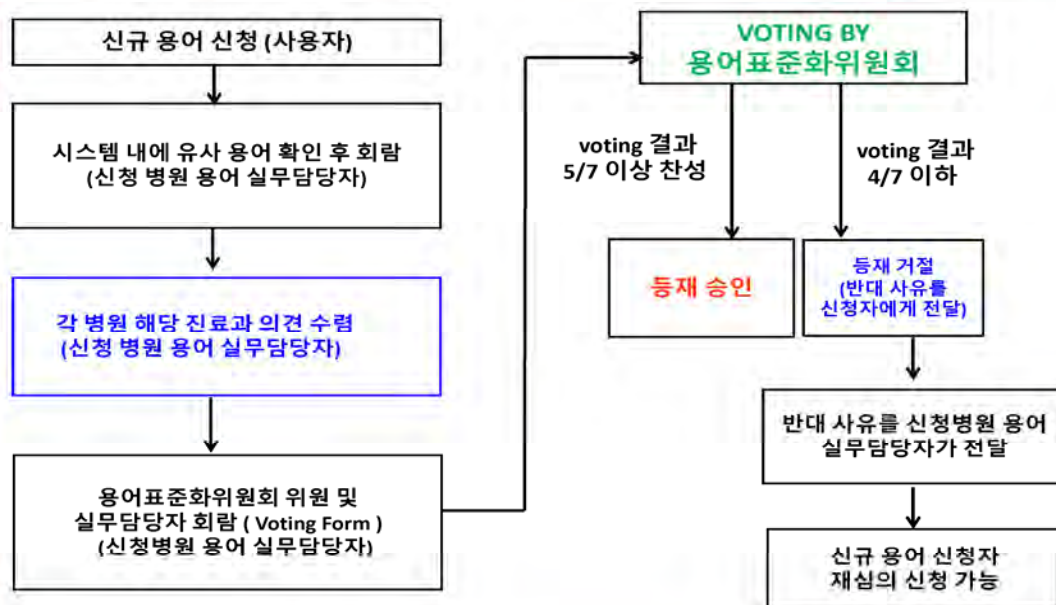 신규 용어 신청 (사용자)
시스템 내에 유사 용어 확인 후 회람
(신청 병원 용어 실무담당자)
각 병원 해당 진료과 의견 수렴
(신청 병원 용어 실무담당자)
용어표준화위원회 위원 및
실무담당자 회람 ( Voting Form )
(신청병원 용어 실무담당자)
VOTING BY
용어표준화위원회
voting 결과
5/7 이상 찬성
voting 결과
4/7 이하
등재 승인
등재 거절
(반대 사유를
신청자에게 전달)
반대 사유를 신청병원 용어
실무담당자가 전달
신규 용어 신청자
재심의 신청 가능